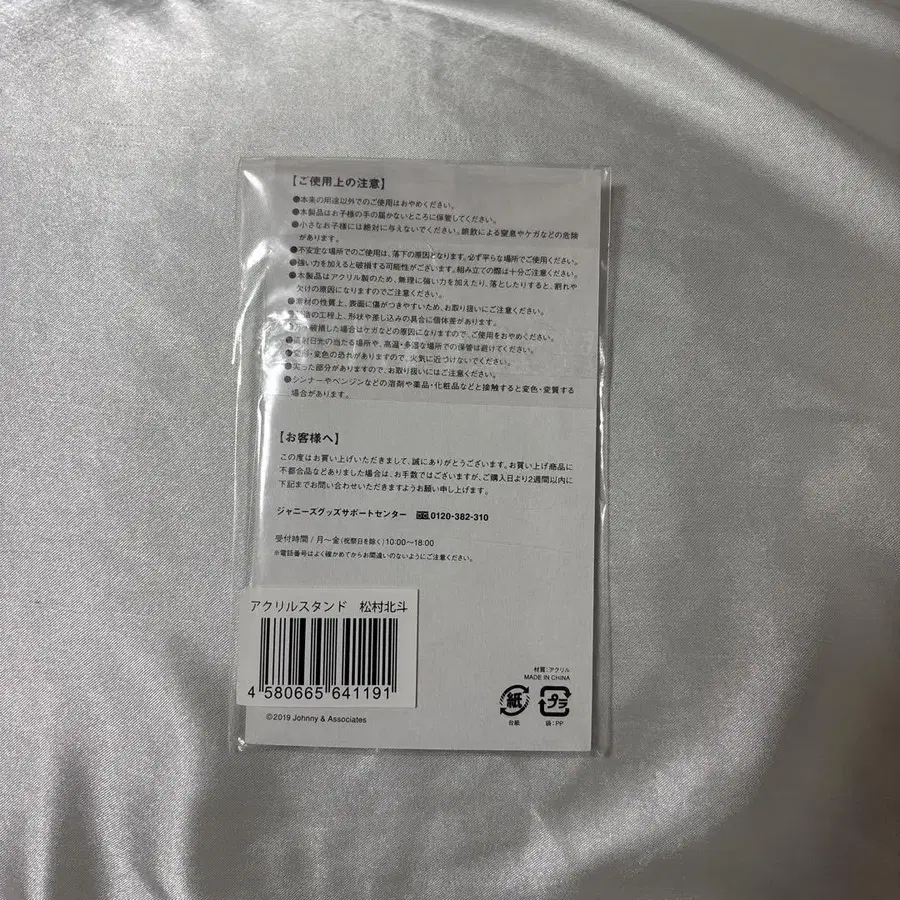 【ご使用上の注意】
●本来の用途以外でのご使用はおやめください。
●本製品はお子様の手の届かないところに保管してください。
●小さなお子様には絶対に与えないでください。誤飲による窒息やケガなどの危険
があります。
●不安定な場所でのご使用は、落下の原因となります。必ず平らな場所でご使用ください。
●強い力を加えると破損する可能性がございます。組み立ての際は十分ご注意ください。
●本製品はアクリル製のため、無理に強い力を加えたり、落としたりすると、割れや
欠けの原因になりますのでご注意ください。
●素材の性質上、表面に傷がつきやすいため、お取り扱いにご注意ください。
の工程上、形状や差し込みの具合に個体差があります。
破損した場合はケガなどの原因になりますので、ご使用をおやめください。
●直射日光の当たる場所や、高温・多湿な場所での保管は避けてください。
●変形・変色の恐れがありますので、火気に近づけないでください。
●尖った部分がありますので、お取り扱いにはご注意ください。
●シンナーやベンジンなどの溶剤や薬品・化粧品などと接触すると変色・変質する
場合があります。
【お客様へ】
この度はお買い上げいただきまして、誠にありがとうございます。お買い上げ商品に
不都合品などありました場合は、お手数ではございますが、ご購入日より2週間以内に
下記までお問い合わせいただきますようお願い申し上げます。
ジャニーズグッズサポートセンター 0120-382-310
受付時間 / 月〜金(祝祭日を除く) 10:00〜18:00
※電話番号はよく確かめてからお間違いのないようにご注意ください。
アクリルスタンド 松村北斗
4 580665 641191
©2019 Johnny & Associates
材質：アクリル
MADE IN CHINA
紙 プラ
台紙 袋：PP